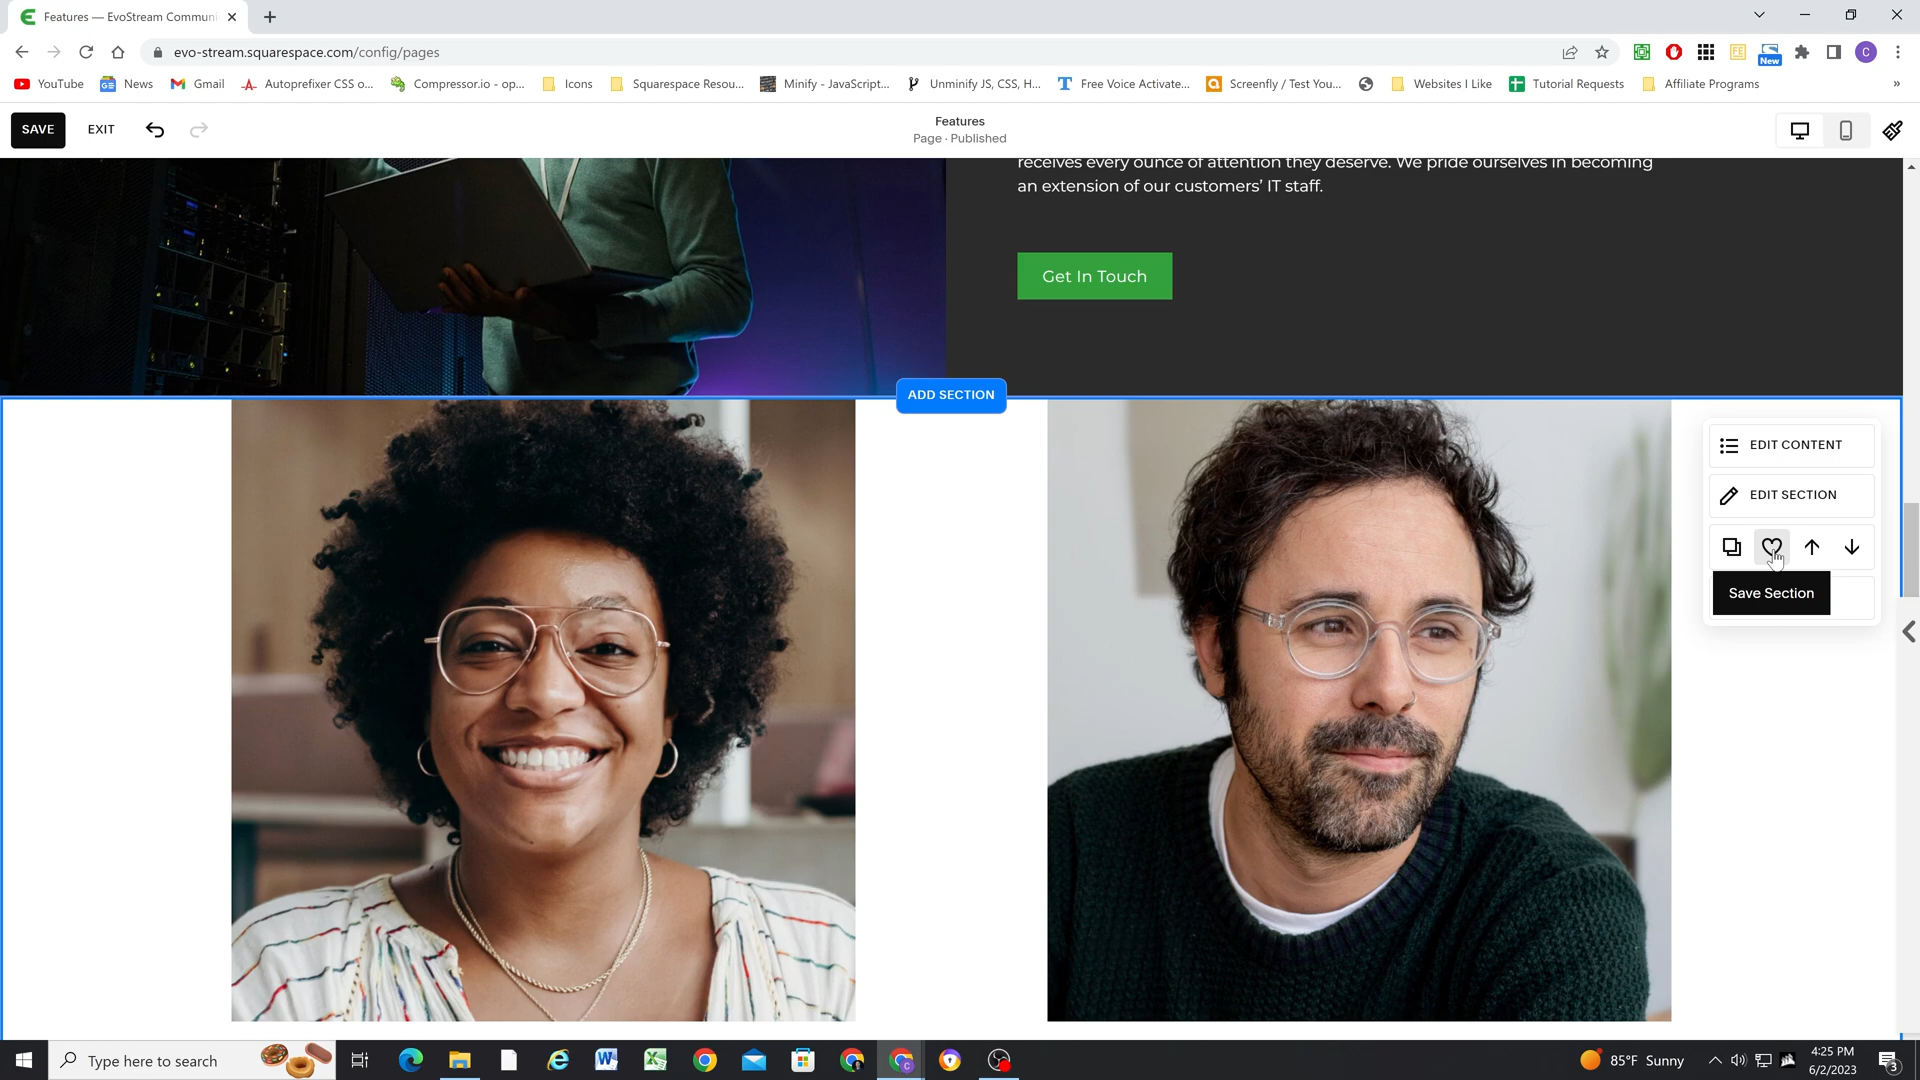 Features — EvoStream Communi
evo-stream.squarespace.com/config/pages
New
C
YouTube
News
Gmail
Autoprefixer CSS o...
Compressor.io - op...
Icons
Squarespace Resou...
Minify - JavaScript...
Unminify JS, CSS, H...
Free Voice Activate...
Screenfly / Test You...
Websites I Like
Tutorial Requests
Affiliate Programs
»
SAVE
EXIT
Features
Page · Published
receives every ounce of attention they deserve. We pride ourselves in becoming
an extension of our customers' IT staff.
Get In Touch
ADD SECTION
EDIT CONTENT
EDIT SECTION
Save Section
Type here to search
85°F Sunny
4:25 PM
6/2/2023
3